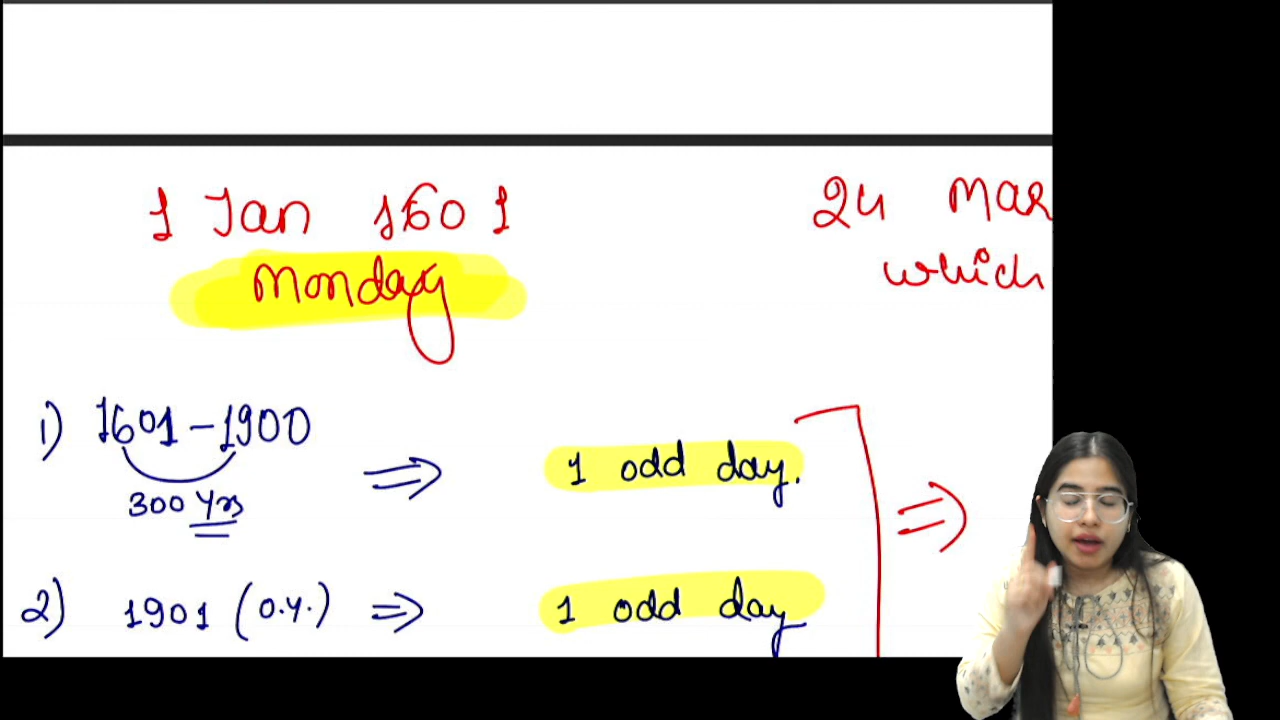 1 Jan 1601
Monday
24 Mar
which
1) 1601 - 1900 ⇒ 1 odd day.
300 Yrs
2) 1901 (O.Y.) ⇒ 1 odd day
⇒